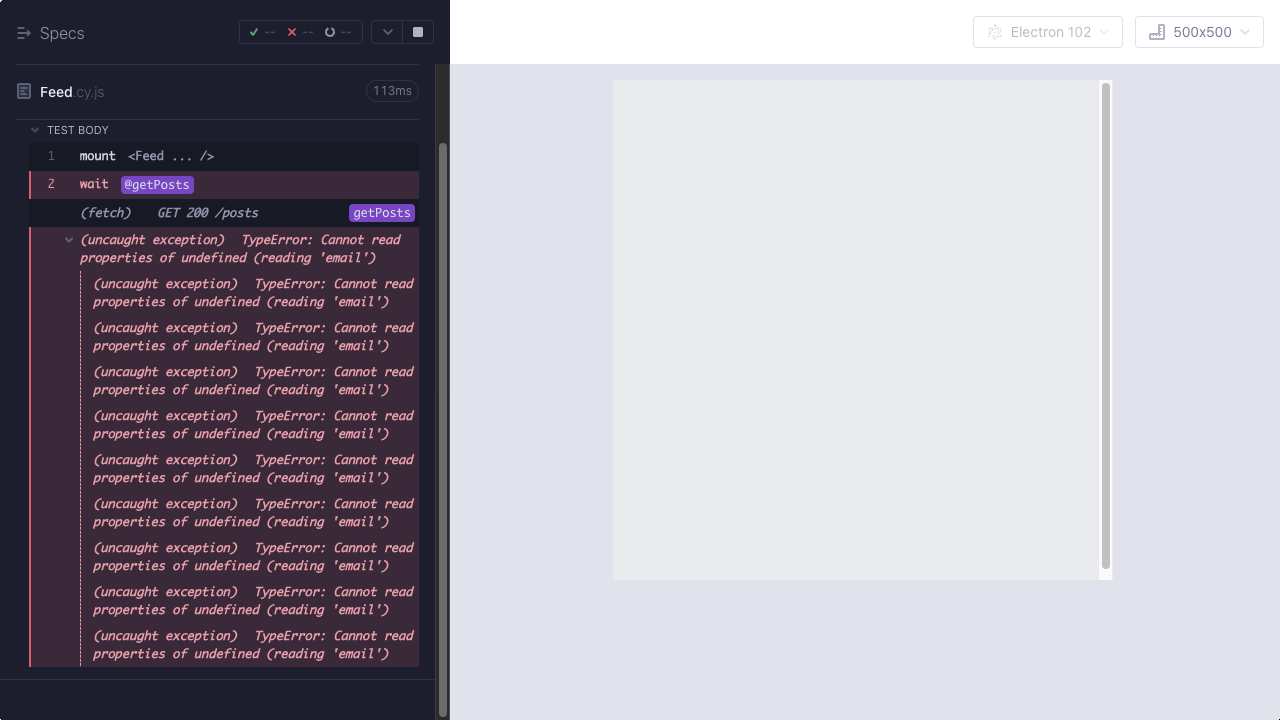 Specs
-- -- --
Electron 102
500x500
Feed.cy.js
113ms
TEST BODY
1 mount <Feed ... />
2 wait @getPosts
(fetch) GET 200 /posts getPosts
(uncaught exception) TypeError: Cannot read
properties of undefined (reading 'email')
(uncaught exception) TypeError: Cannot read
properties of undefined (reading 'email')
(uncaught exception) TypeError: Cannot read
properties of undefined (reading 'email')
(uncaught exception) TypeError: Cannot read
properties of undefined (reading 'email')
(uncaught exception) TypeError: Cannot read
properties of undefined (reading 'email')
(uncaught exception) TypeError: Cannot read
properties of undefined (reading 'email')
(uncaught exception) TypeError: Cannot read
properties of undefined (reading 'email')
(uncaught exception) TypeError: Cannot read
properties of undefined (reading 'email')
(uncaught exception) TypeError: Cannot read
properties of undefined (reading 'email')
(uncaught exception) TypeError: Cannot read
properties of undefined (reading 'email')